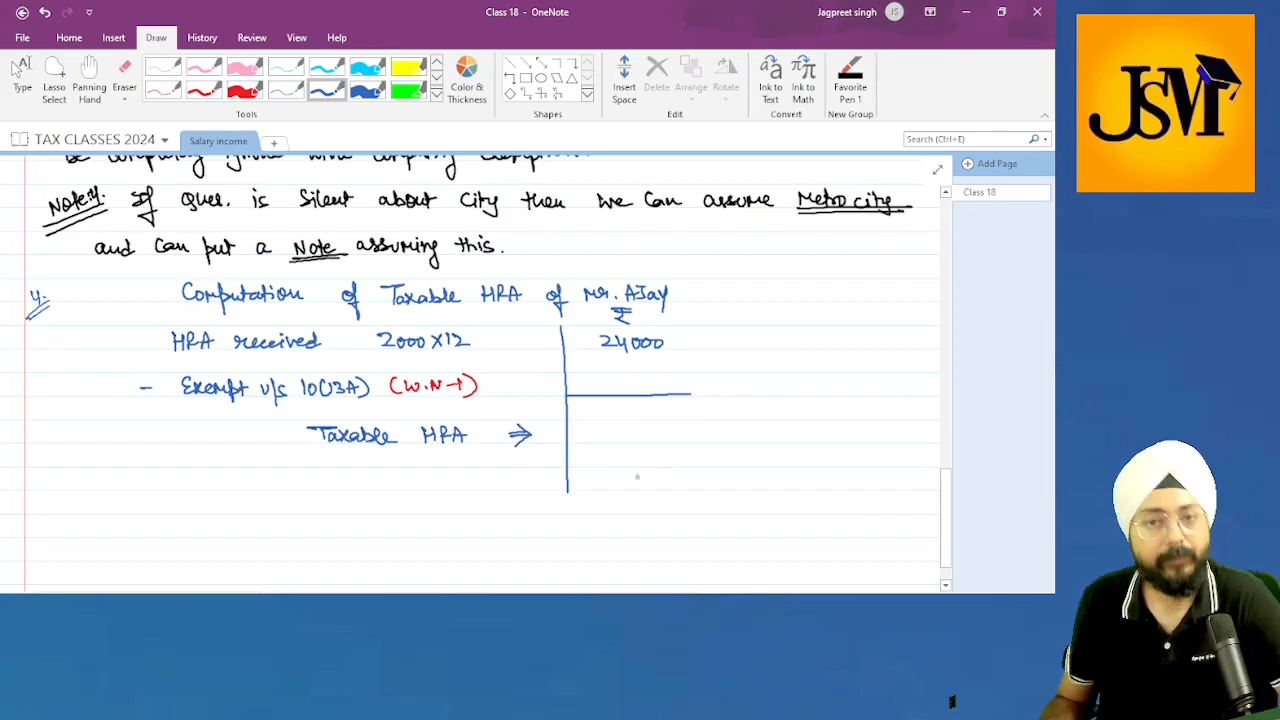 Class 18 - OneNote
Jagpreet singh JS
File Home Insert Draw History Review View Help
Type Lasso Select Panning Hand Eraser Color & Thickness Insert Space Delete Arrange Rotate Ink to Text Ink to Math Favorite Pen 1
Tools Shapes Edit Convert New Group
TAX CLASSES 2024 Salary income + Search (Ctrl+E)
Add Page
Class 18
be computing
Note:- If Ques. is Silent about City then we can assume Metro city
and can put a Note assuming this.
4. Computation of Taxable HRA of Mr. AJay
₹
HRA received 2000×12 24000
- Exempt u/s 10(13A) (W.N-1)
Taxable HRA ⇒
JSM